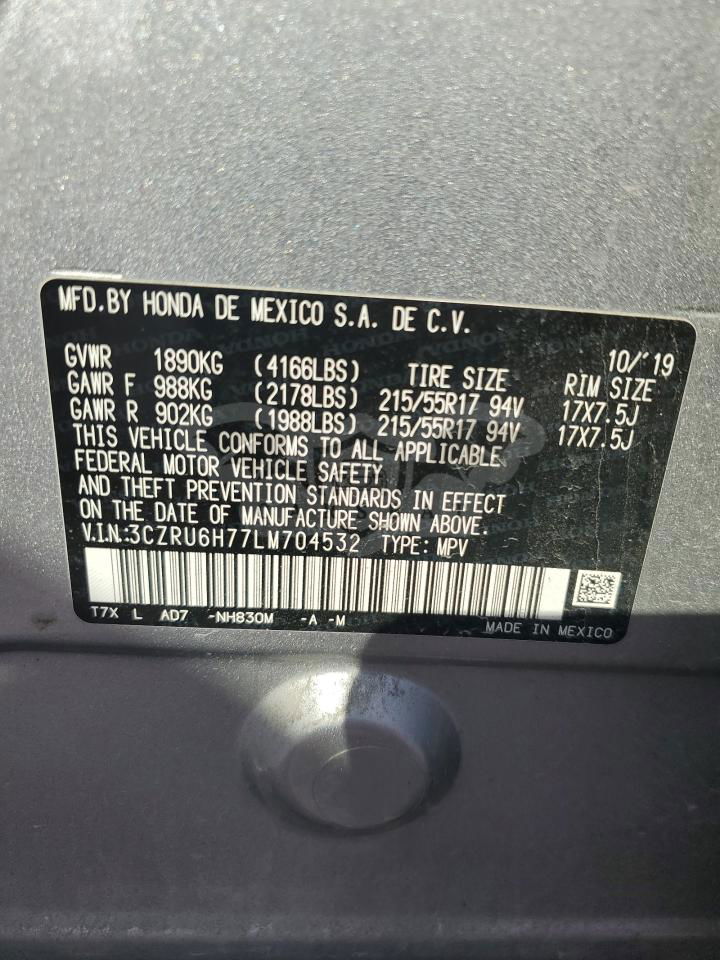 MFD.BY HONDA DE MEXICO S.A. DE C.V.
10/'19
GVWR 1890KG (4166LBS) TIRE SIZE RIM SIZE
GAWR F 988KG (2178LBS) 215/55R17 94V 17X7.5J
GAWR R 902KG (1988LBS) 215/55R17 94V 17X7.5J
THIS VEHICLE CONFORMS TO ALL APPLICABLE
FEDERAL MOTOR VEHICLE SAFETY
AND THEFT PREVENTION STANDARDS IN EFFECT
ON THE DATE OF MANUFACTURE SHOWN ABOVE.
V.I.N:3CZRU6H77LM704532 TYPE: MPV
T7X L AD7 -NH830M -A -M
MADE IN MEXICO